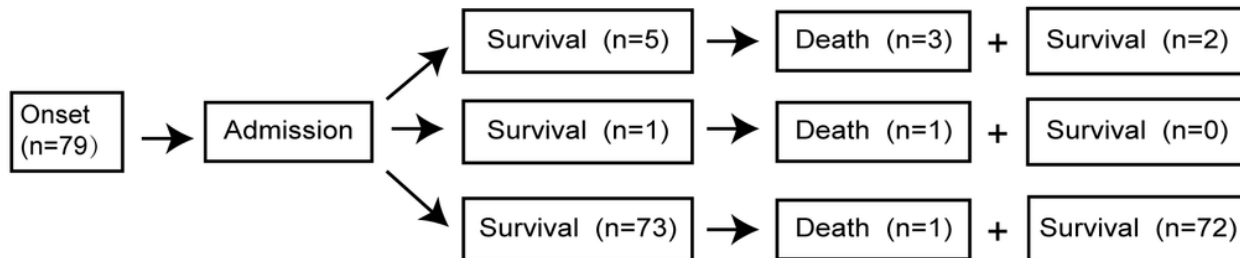 Survival (n=5)
Death (n=3)
+
Survival (n=2)
Onset
(n=79)
Admission
Survival (n=1)
Death (n=1)
+
Survival (n=0)
Survival (n=73)
Death (n=1)
+
Survival (n=72)